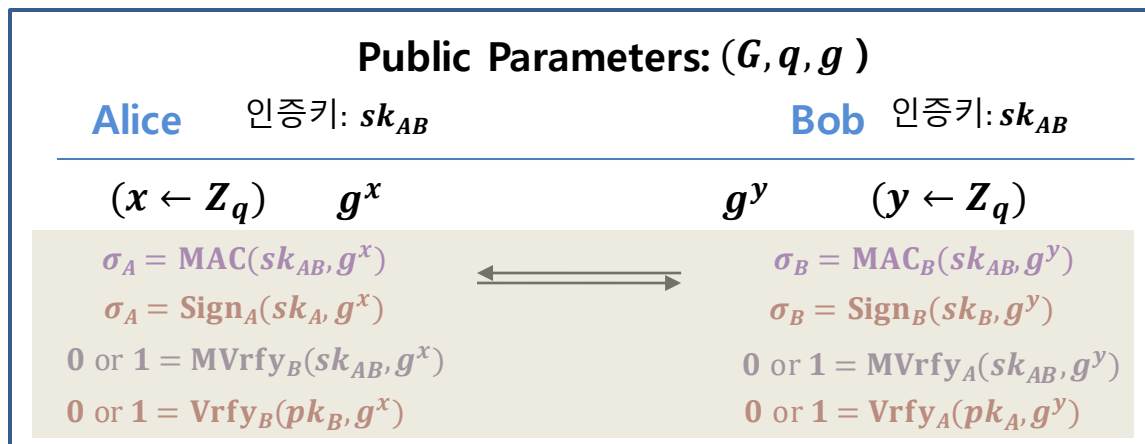 Public Parameters: (G, q, g )
Alice 인증키: sk_AB Bob 인증키: sk_AB
(x ← Z_q) g^x g^y (y ← Z_q)
σ_A = MAC(sk_AB, g^x) σ_B = MAC_B(sk_AB, g^y)
σ_A = Sign_A(sk_A, g^x) σ_B = Sign_B(sk_B, g^y)
0 or 1 = MVrfy_B(sk_AB, g^x) 0 or 1 = MVrfy_A(sk_AB, g^y)
0 or 1 = Vrfy_B(pk_B, g^x) 0 or 1 = Vrfy_A(pk_A, g^y)